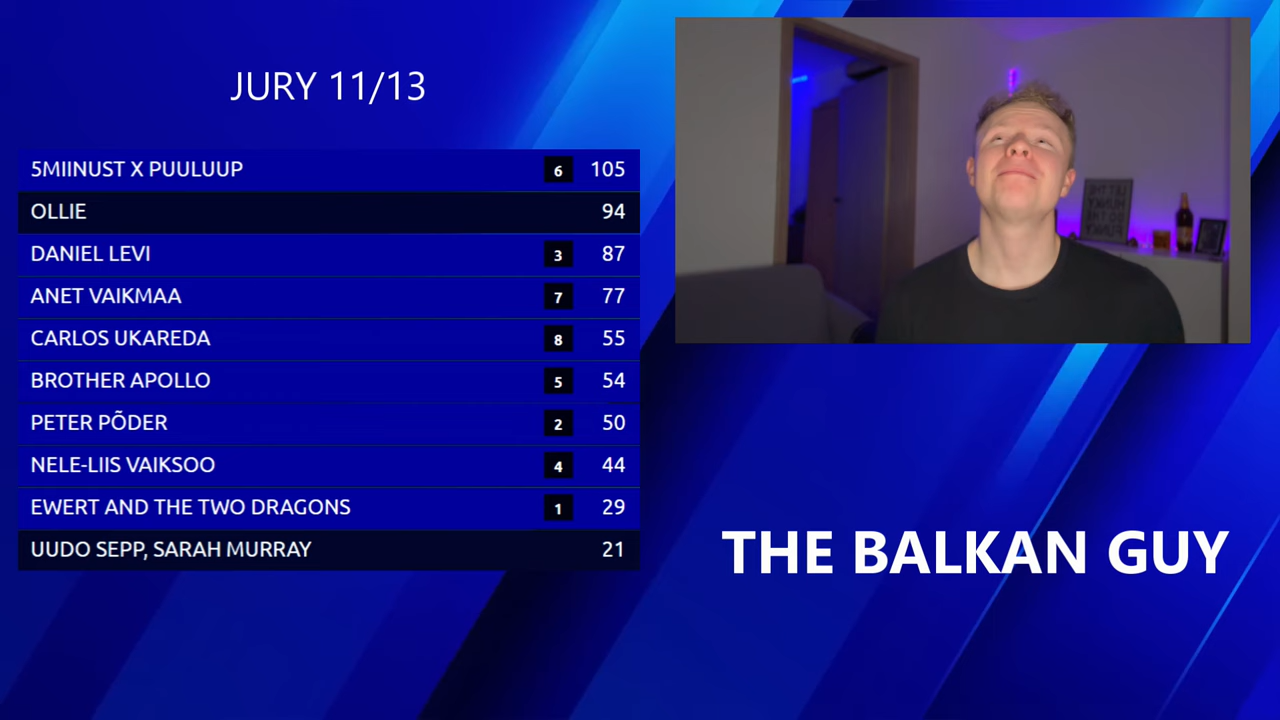 JURY 11/13
5MIINUST X PUULUUP 6 105
OLLIE 94
DANIEL LEVI 3 87
ANET VAIKMAA 7 77
CARLOS UKAREDA 8 55
BROTHER APOLLO 5 54
PETER PÕDER 2 50
NELE-LIIS VAIKSOO 4 44
EWERT AND THE TWO DRAGONS 1 29
UUDO SEPP, SARAH MURRAY 21
THE BALKAN GUY